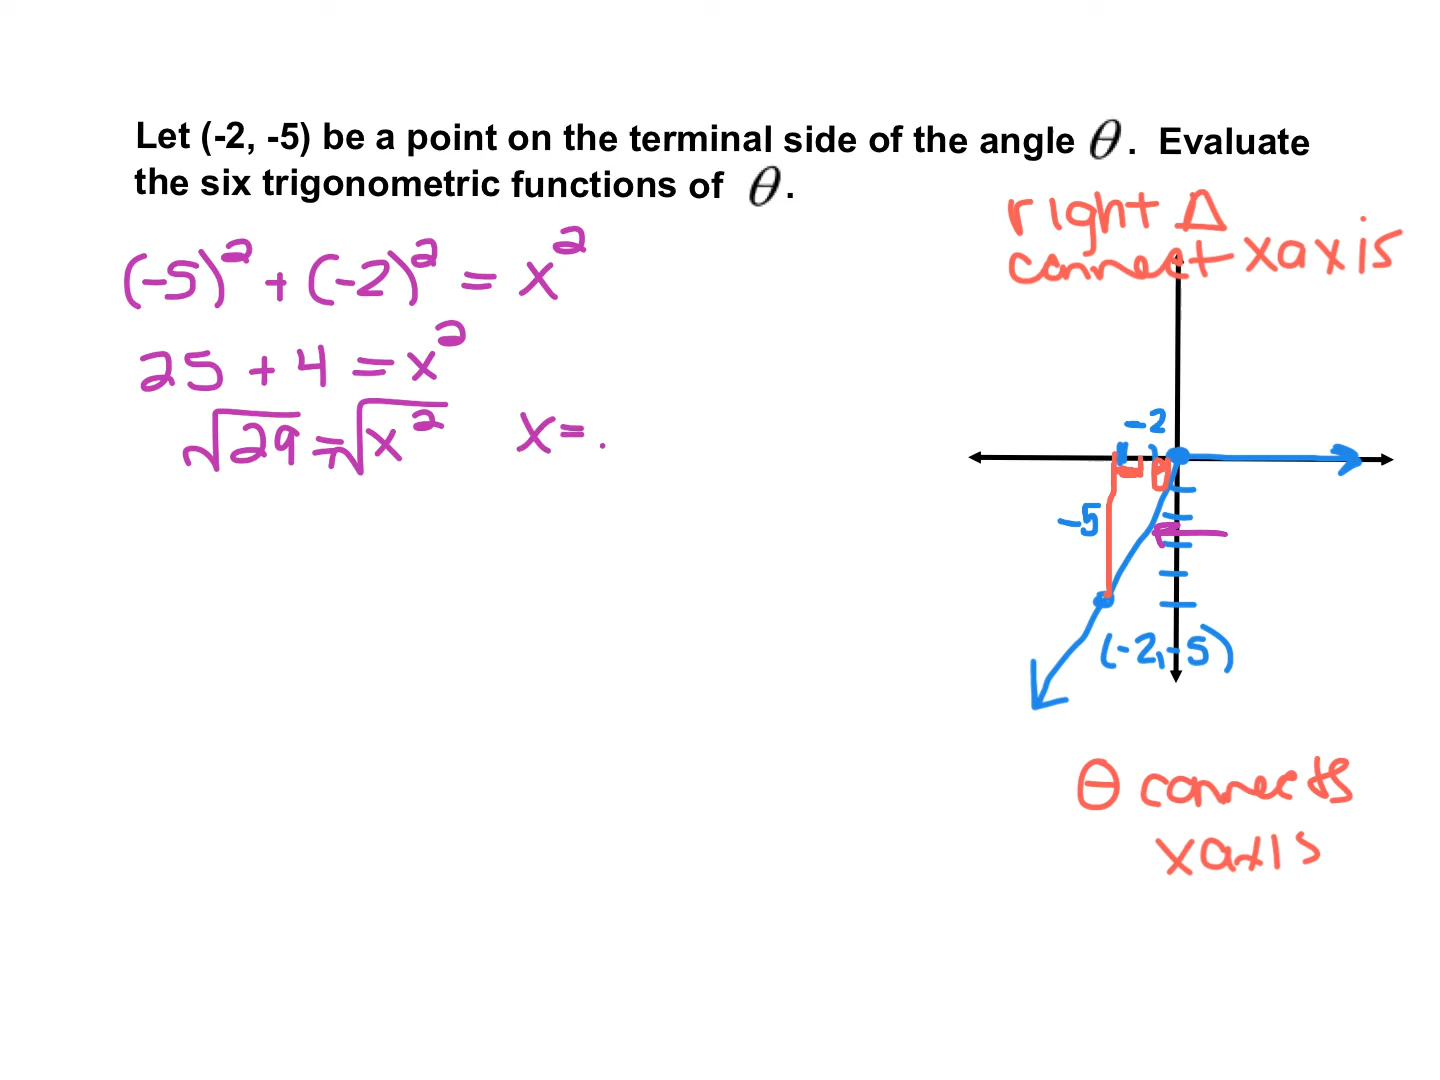 Let (-2, -5) be a point on the terminal side of the angle θ. Evaluate
the six trigonometric functions of θ.
right Δ
connect x axis
(-5)² + (-2)² = x²
25 + 4 = x²
√29 = √x² x = .
-2
-5
(-2, -5)
θ connects
x axis